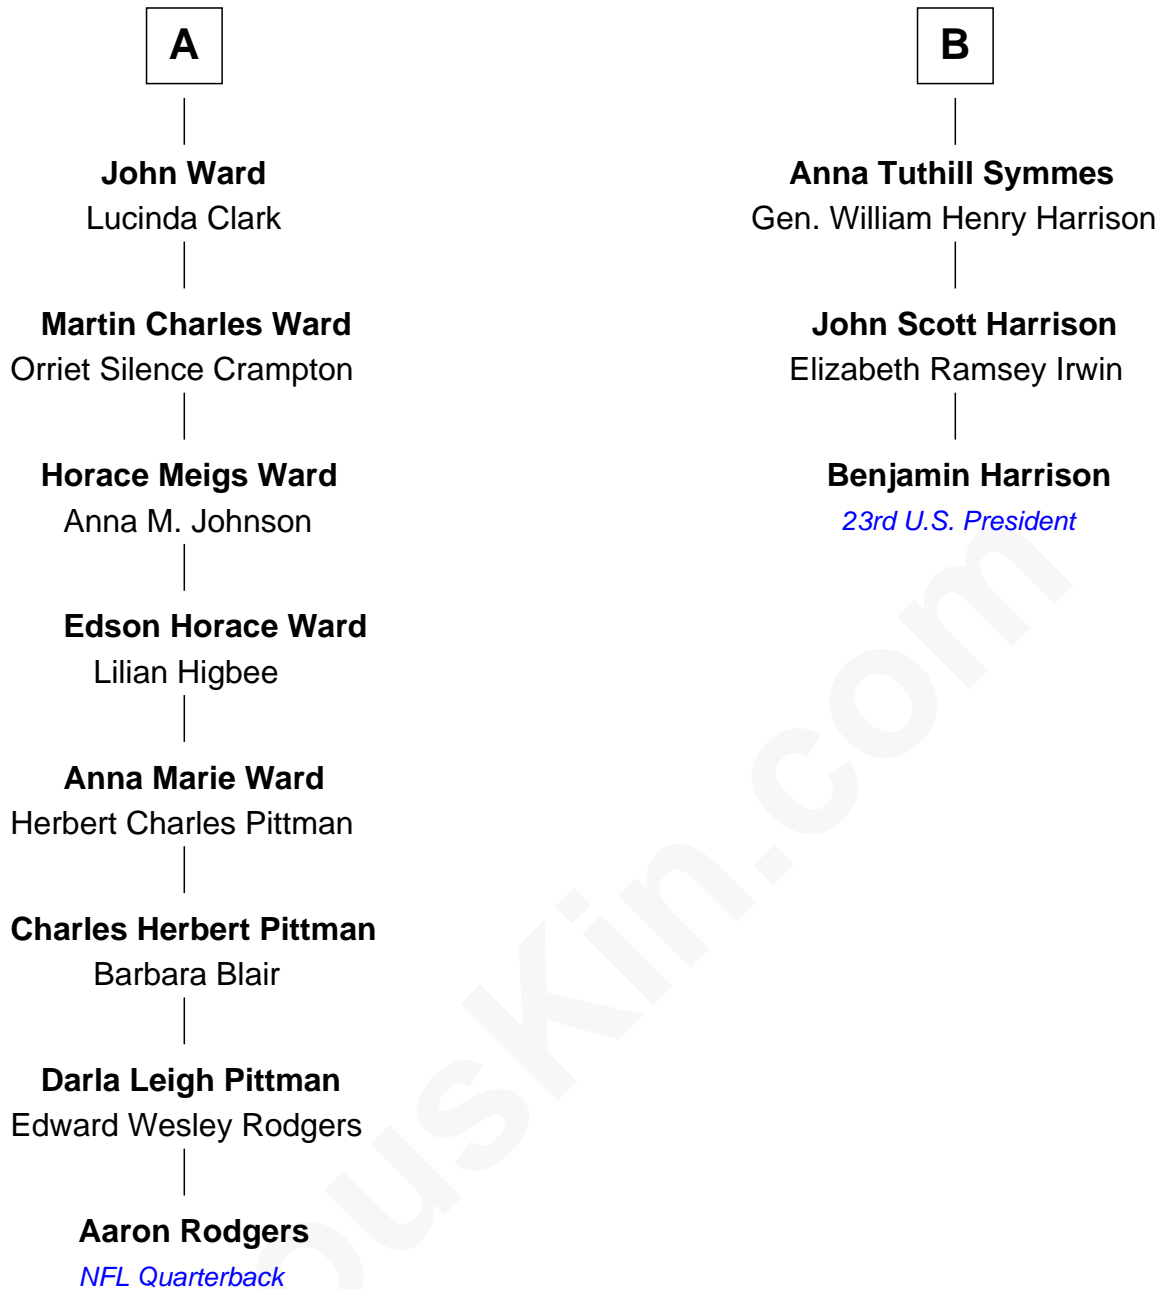 A
John Ward
Lucinda Clark
Martin Charles Ward
Orriet Silence Crampton
Horace Meigs Ward
Anna M. Johnson
Edson Horace Ward
Lilian Higbee
Anna Marie Ward
Herbert Charles Pittman
Charles Herbert Pittman
Barbara Blair
Darla Leigh Pittman
Edward Wesley Rodgers
Aaron Rodgers
NFL Quarterback
B
Anna Tuthill Symmes
Gen. William Henry Harrison
John Scott Harrison
Elizabeth Ramsey Irwin
Benjamin Harrison
23rd U.S. President
ousKin.com